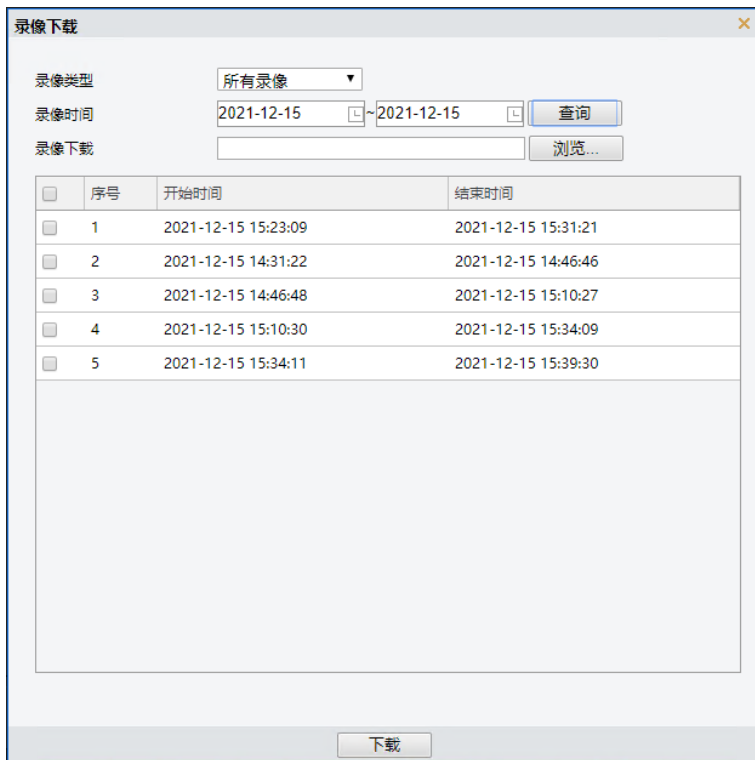 录像下载
录像类型 所有录像
录像时间 2021-12-15 ~ 2021-12-15 查询
录像下载 浏览...
序号 开始时间 结束时间
1 2021-12-15 15:23:09 2021-12-15 15:31:21
2 2021-12-15 14:31:22 2021-12-15 14:46:46
3 2021-12-15 14:46:48 2021-12-15 15:10:27
4 2021-12-15 15:10:30 2021-12-15 15:34:09
5 2021-12-15 15:34:11 2021-12-15 15:39:30
下载